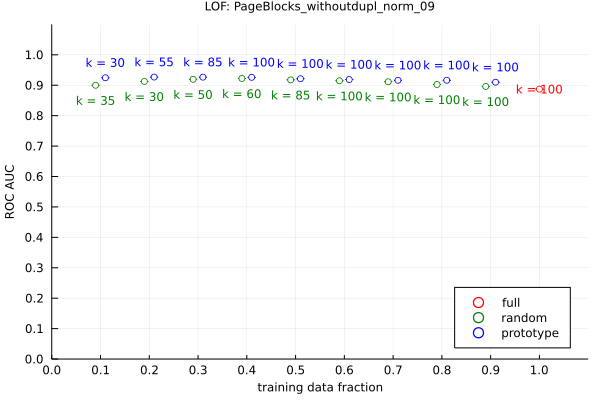 LOF: PageBlocks_withoutdupl_norm_09
k = 30 k = 55 k = 85 k = 100 k = 100 k = 100 k = 100 k = 100 k = 100
k = 35 k = 30 k = 50 k = 60 k = 85 k = 100 k = 100 k = 100 k = 100
k = 100
1.0
0.9
0.8
0.7
0.6
0.5
0.4
0.3
0.2
0.1
0.0
ROC AUC
full
random
prototype
0.0 0.1 0.2 0.3 0.4 0.5 0.6 0.7 0.8 0.9 1.0
training data fraction